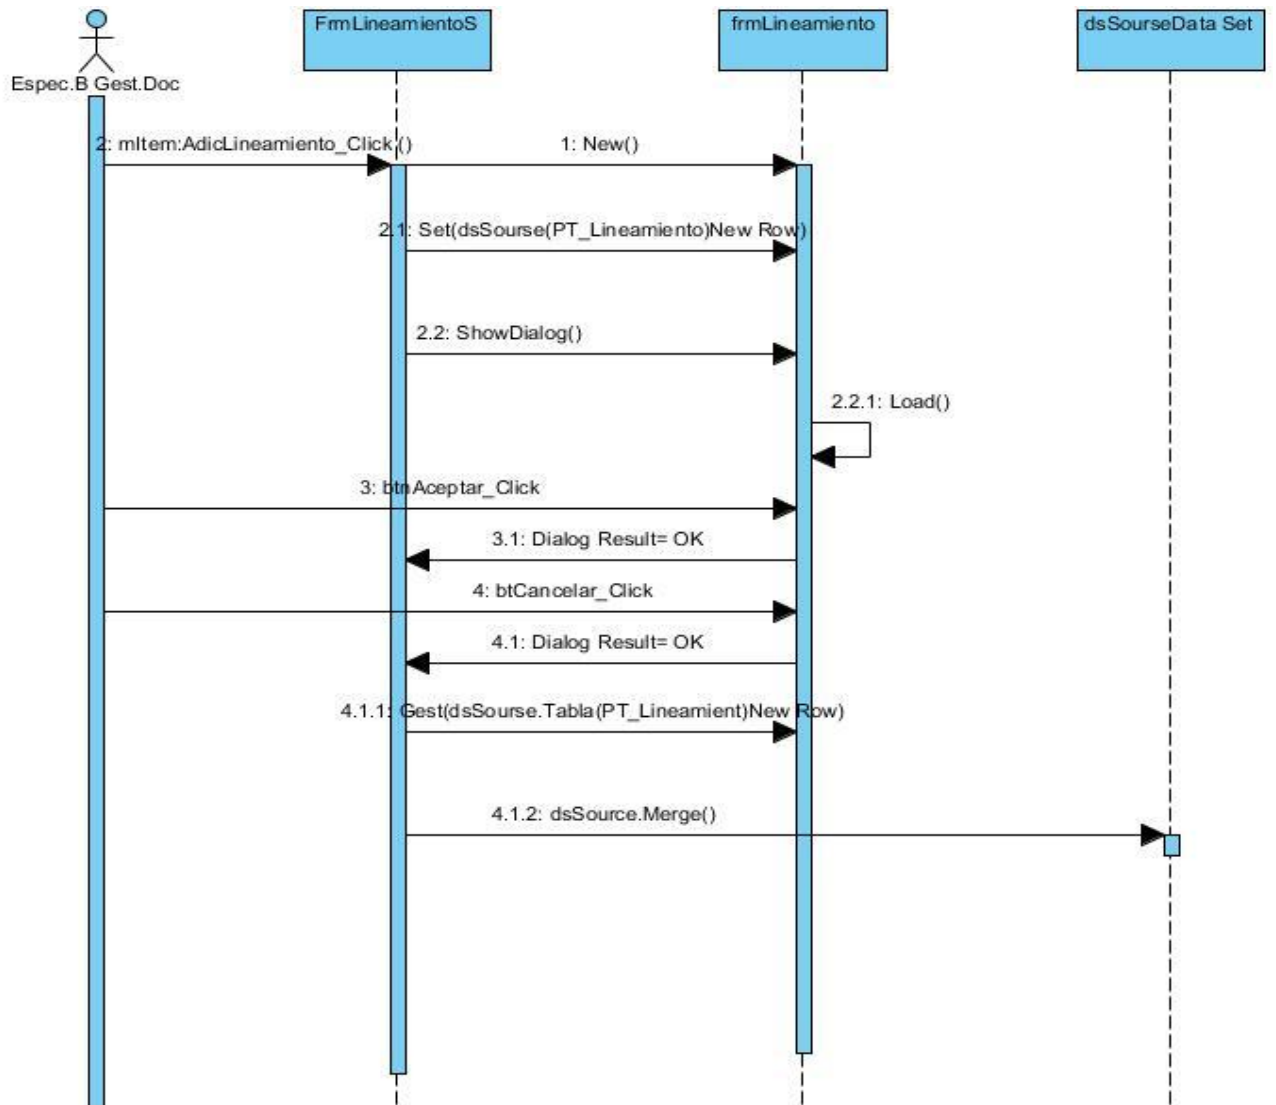 FrmLineamientoS
frmLineamiento
dsSourseData Set
Espec.B Gest.Doc
2: mItem:AdicLineamiento_Click()
1: New()
2.1: Set(dsSourse(PT_Lineamiento)New Row)
2.2: ShowDialog()
2.2.1: Load()
3: btnAceptar_Click
3.1: Dialog Result= OK
4: btCancelar_Click
4.1: Dialog Result= OK
4.1.1: Gest(dsSourse.Tabla(PT_Lineamient)New Row)
4.1.2: dsSource.Merge()